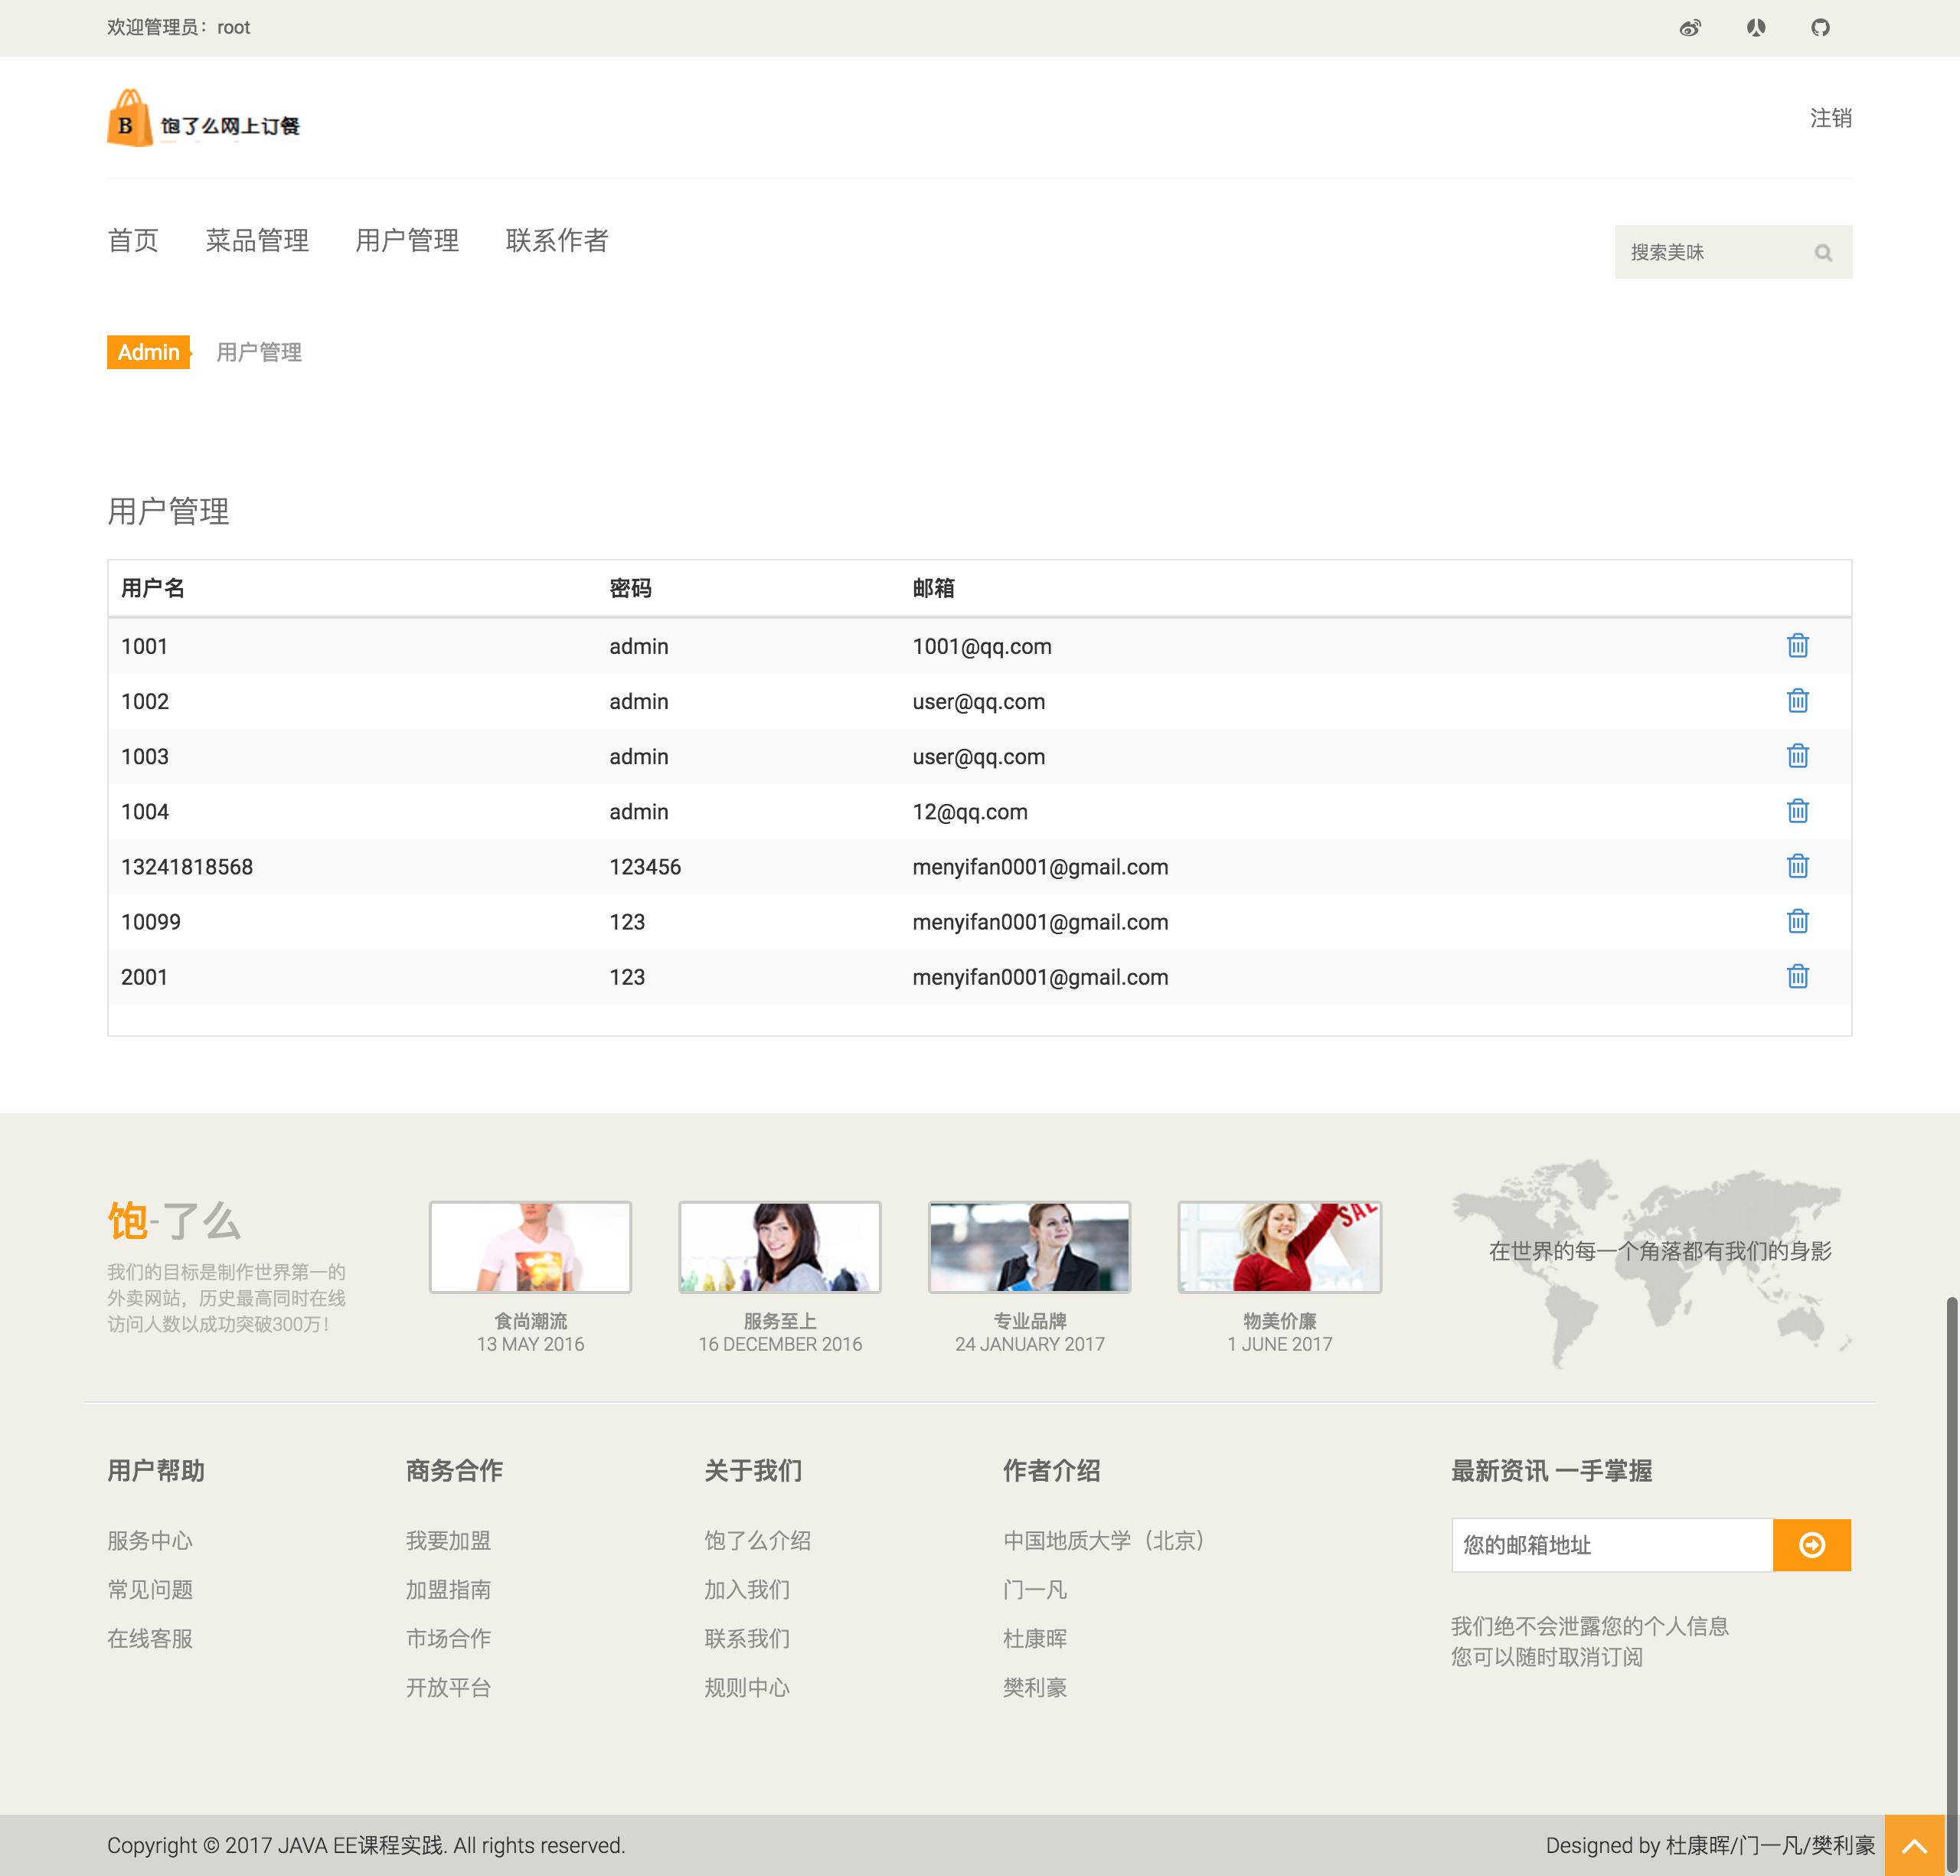 欢迎管理员：root
B 饱了么网上订餐
注销
首页 菜品管理 用户管理 联系作者
搜索美味
Admin 用户管理
用户管理
用户名 密码 邮箱
1001 admin 1001@qq.com
1002 admin user@qq.com
1003 admin user@qq.com
1004 admin 12@qq.com
13241818568 123456 menyifan0001@gmail.com
10099 123 menyifan0001@gmail.com
2001 123 menyifan0001@gmail.com
饱-了么
我们的目标是制作世界第一的
外卖网站，历史最高同时在线
访问人数以成功突破300万！
食尚潮流
13 MAY 2016
服务至上
16 DECEMBER 2016
专业品牌
24 JANUARY 2017
SALE
物美价廉
1 JUNE 2017
在世界的每一个角落都有我们的身影
用户帮助
服务中心
常见问题
在线客服
商务合作
我要加盟
加盟指南
市场合作
开放平台
关于我们
饱了么介绍
加入我们
联系我们
规则中心
作者介绍
中国地质大学（北京）
门一凡
杜康晖
樊利豪
最新资讯 一手掌握
您的邮箱地址
我们绝不会泄露您的个人信息
您可以随时取消订阅
Copyright © 2017 JAVA EE课程实践. All rights reserved.
Designed by 杜康晖/门一凡/樊利豪